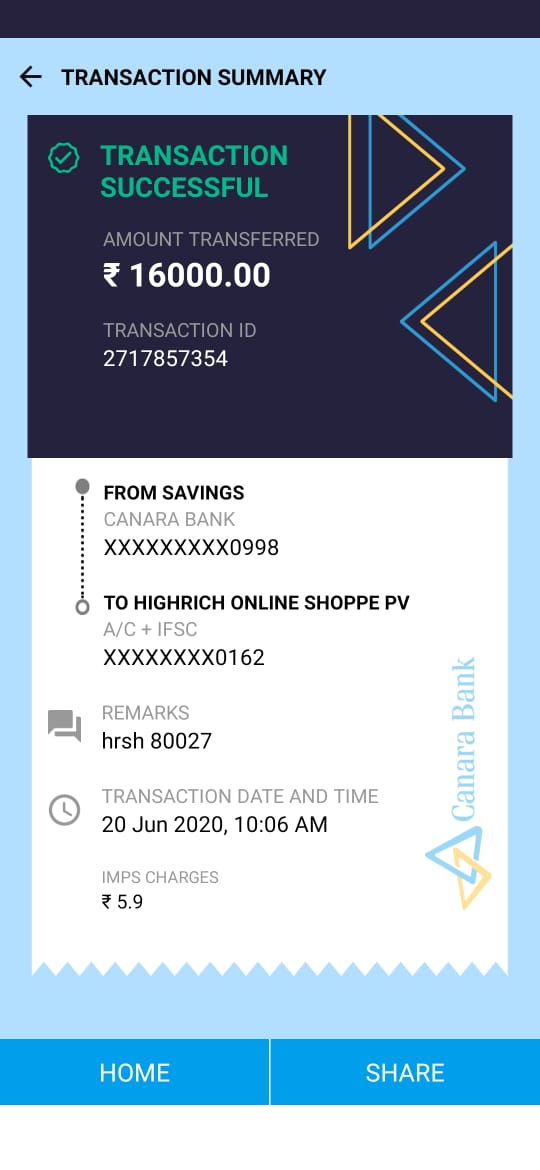 TRANSACTION SUMMARY
TRANSACTION
SUCCESSFUL
AMOUNT TRANSFERRED
₹ 16000.00
TRANSACTION ID
2717857354
FROM SAVINGS
CANARA BANK
XXXXXXXXX0998
TO HIGHRICH ONLINE SHOPPE PV
A/C + IFSC
XXXXXXXX0162
REMARKS
hrsh 80027
TRANSACTION DATE AND TIME
20 Jun 2020, 10:06 AM
IMPS CHARGES
₹ 5.9
Canara Bank
HOME
SHARE